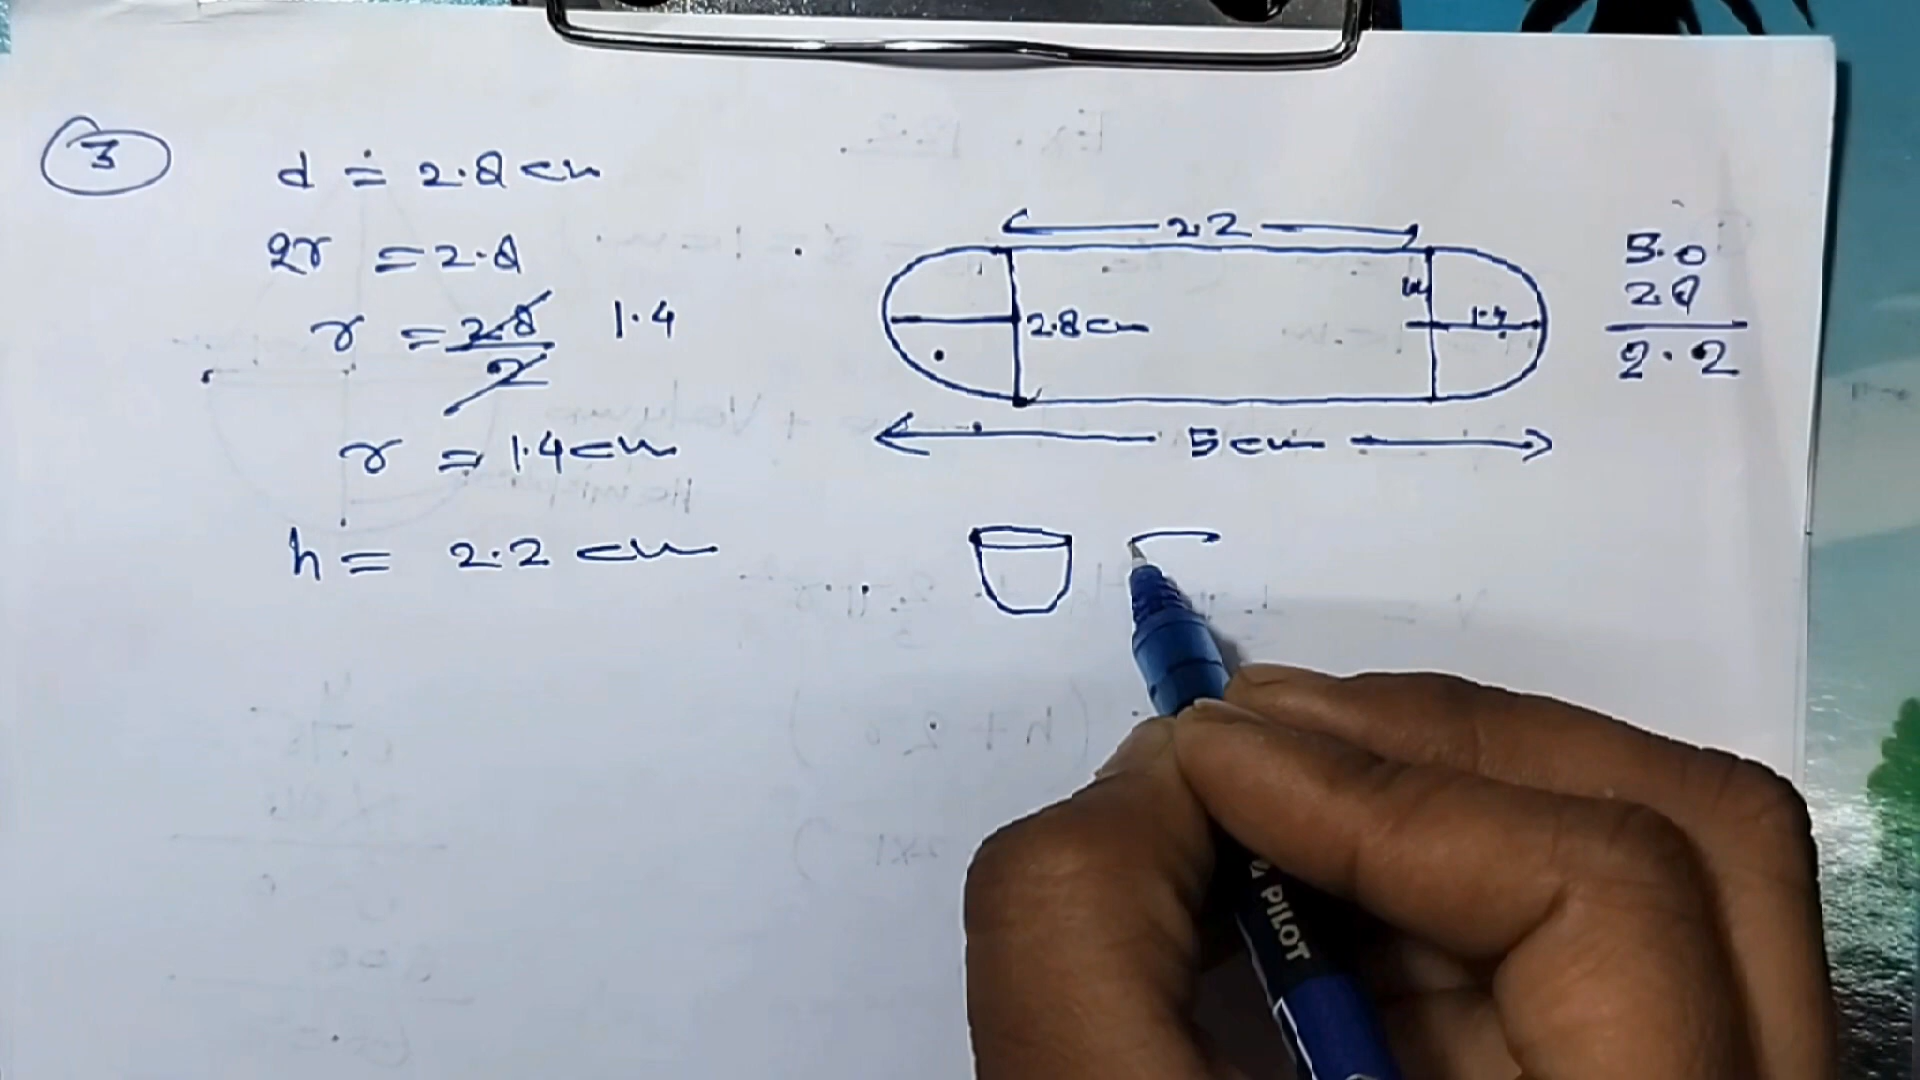 3
d = 2.8 cm
2r = 2.8
r = 2.8/2 1.4
r = 1.4 cm
h = 2.2 cm
2.2
2.8 cm
1.4
5 cm
5.0
2.8
2.2
PILOT